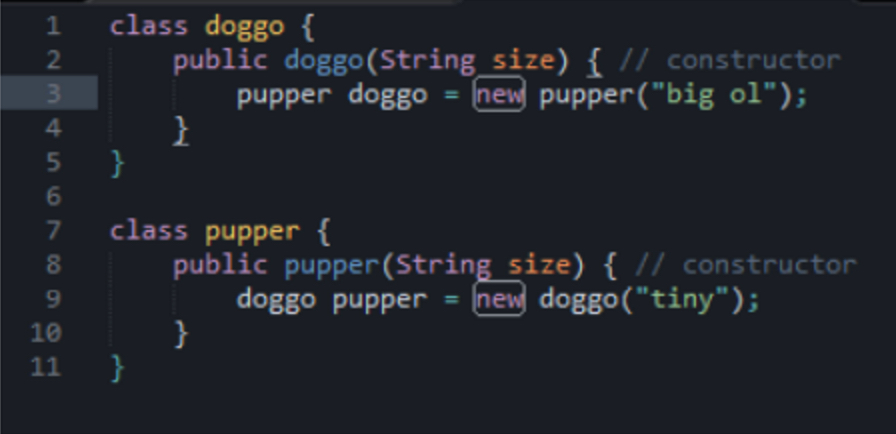 1 class doggo {
2 public doggo(String size) { // constructor
3 pupper doggo = new pupper("big ol");
4 }
5 }
6
7 class pupper {
8 public pupper(String size) { // constructor
9 doggo pupper = new doggo("tiny");
10 }
11 }